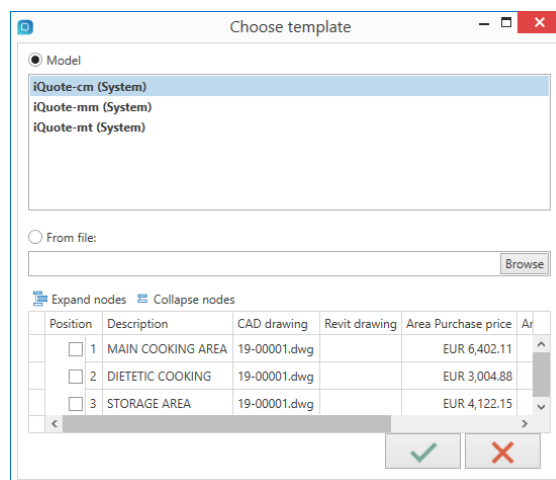 Choose template
Model
iQuote-cm (System)
iQuote-mm (System)
iQuote-mt (System)
From file:
Browse
Expand nodes Collapse nodes
Position Description CAD drawing Revit drawing Area Purchase price Ar
1 MAIN COOKING AREA 19-00001.dwg EUR 6,402.11
2 DIETETIC COOKING 19-00001.dwg EUR 3,004.88
3 STORAGE AREA 19-00001.dwg EUR 4,122.15